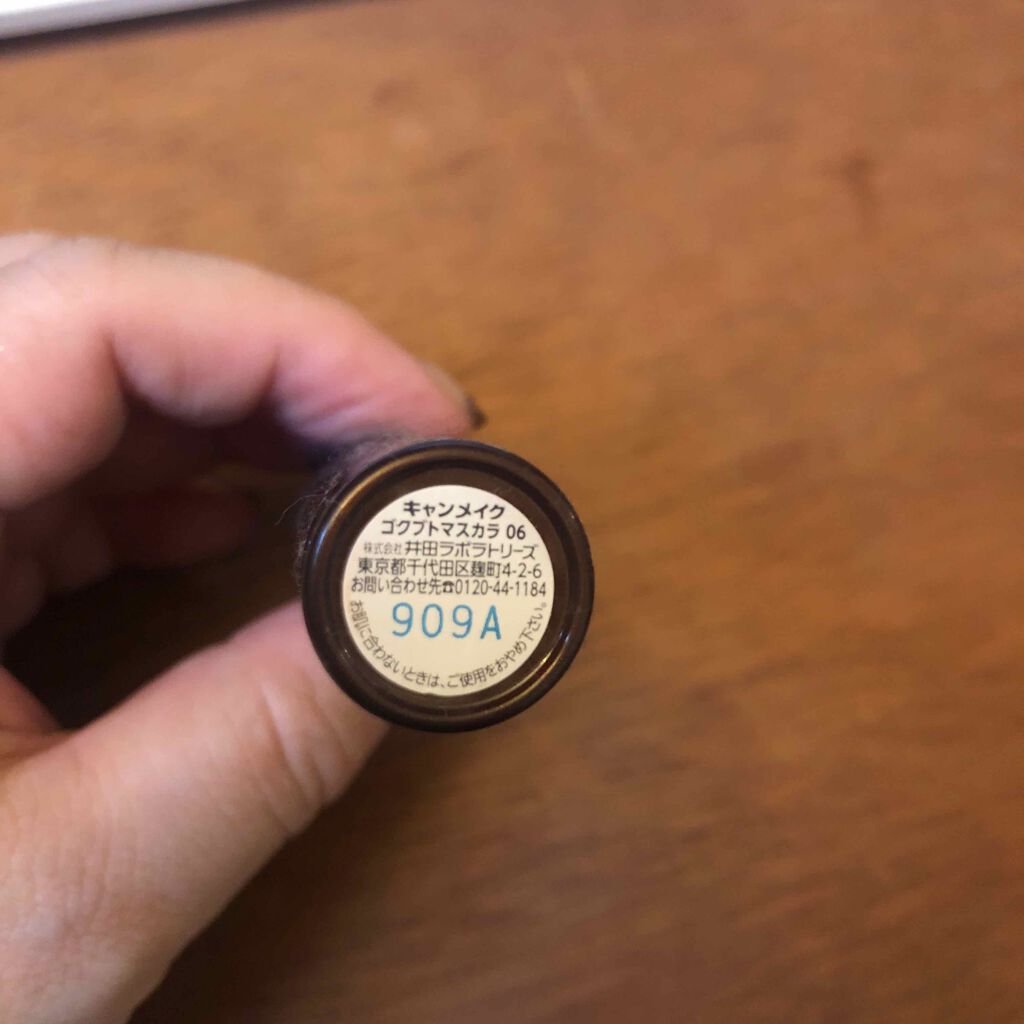 キャンメイク
ゴクブトマスカラ 06
株式会社 井田ラボラトリーズ
東京都千代田区麹町4-2-6
お問い合わせ先☎0120-44-1184
909A
お肌に合わないときは、ご使用をおやめ下さい。